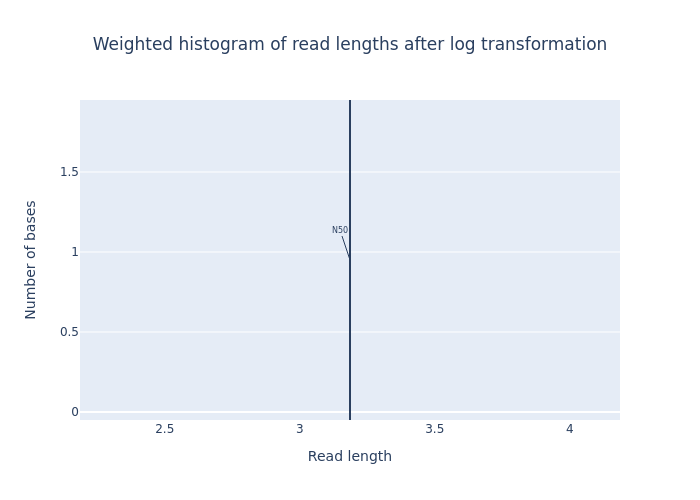 Weighted histogram of read lengths after log transformation
1.5
1
0.5
0
N50
2.5
3
3.5
4
Number of bases
Read length